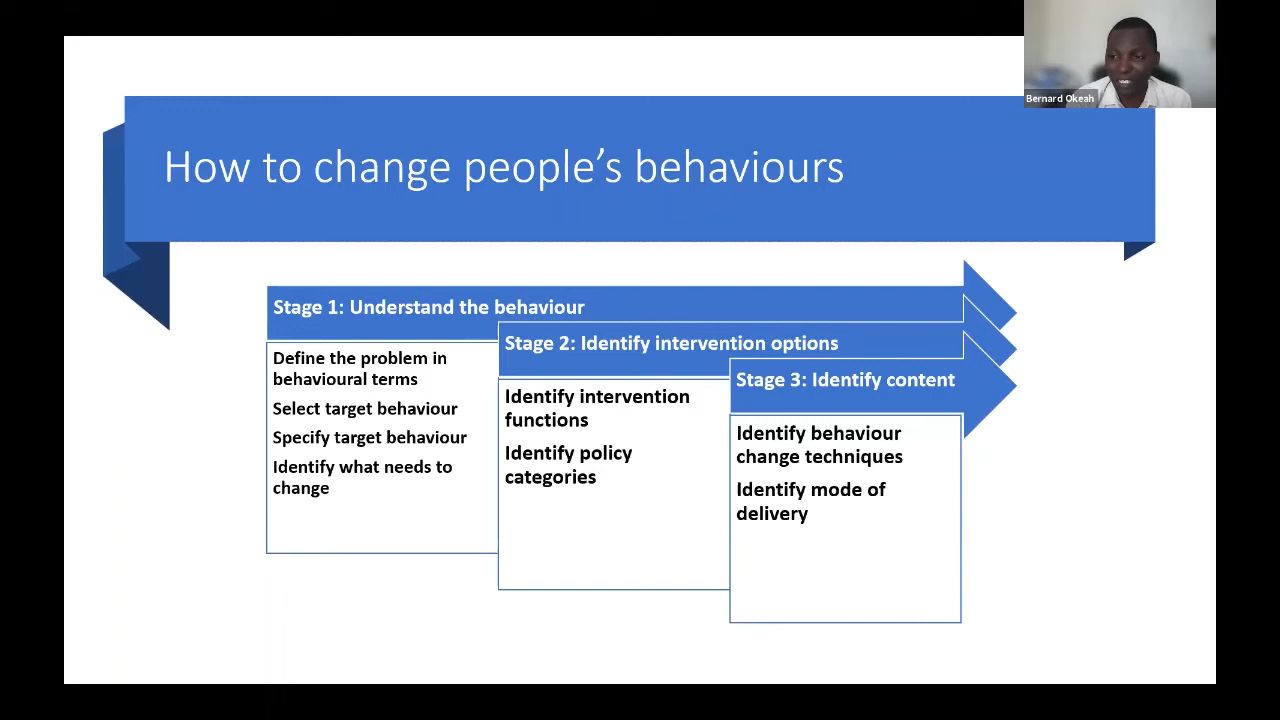 Bernard Okeah
How to change people’s behaviours
Stage 1: Understand the behaviour
Define the problem in
behavioural terms
Select target behaviour
Specify target behaviour
Identify what needs to
change
Stage 2: Identify intervention options
Identify intervention
functions
Identify policy
categories
Stage 3: Identify content
Identify behaviour
change techniques
Identify mode of
delivery